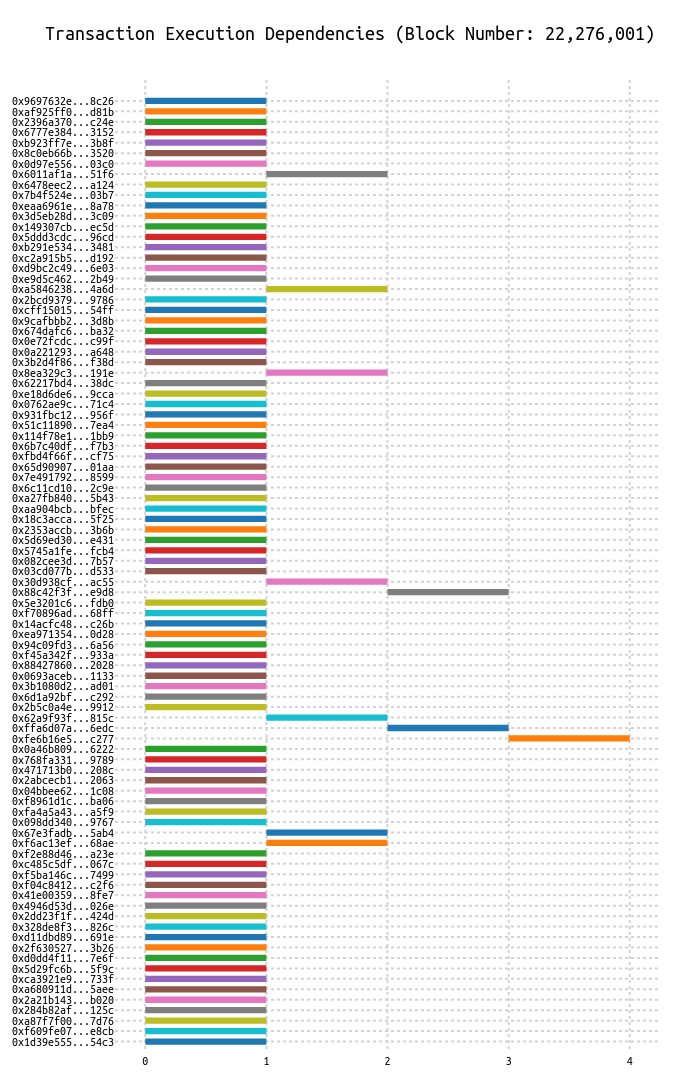 Transaction Execution Dependencies (Block Number: 22,276,001)
0x9697632e...8c26
0xaf925ff0...d81b
0x2396a370...c24e
0x6777e384...3152
0xb923ff7e...3b8f
0x8c0eb66b...3520
0x0d97e556...03c0
0x6011af1a...51f6
0x6478eec2...a124
0x7b4f524e...03b7
0xeaa6961e...8a78
0x3d5eb28d...3c09
0x149307cb...ec5d
0x5ddd3cdc...96cd
0xb291e534...3481
0xc2a915b5...d192
0xd9bc2c49...6e03
0xe9d5c462...2b49
0xa5846238...4a6d
0x2bcd9379...9786
0xcff15015...54ff
0x9cafbbb2...3d8b
0x674dafc6...ba32
0x0e72fcdc...c99f
0x0a221293...a648
0x3b2d4f86...f38d
0x8ea329c3...191e
0x62217bd4...38dc
0xe18d6de6...9cca
0x0762ae9c...71c4
0x931fbc12...956f
0x51c11890...7ea4
0x114f78e1...1bb9
0x6b7c40df...f7b3
0xfbd4f66f...cf75
0x65d90907...01aa
0x7e491792...8599
0x6c11cd10...2c9e
0xa27fb840...5b43
0xaa904bcb...bfec
0x18c3acca...5f25
0x2353accb...3b6b
0x5d69ed30...e431
0x5745a1fe...fcb4
0x082cee3d...7b57
0x03cd077b...d533
0x30d938cf...ac55
0x88c42f3f...e9d8
0x5e3201c6...fdb0
0xf70896ad...68ff
0x14acfc48...c26b
0xea971354...0d28
0x94c09fd3...6a56
0xf45a342f...933a
0x88427860...2028
0x0693aceb...1133
0x3b1080d2...ad01
0x6d1a92bf...c292
0x2b5c0a4e...9912
0x62a9f93f...815c
0xffa6d07a...6edc
0xfe6b16e5...c277
0x0a46b809...6222
0x768fa331...9789
0x471713b0...208c
0x2abcecb1...2063
0x04bbee62...1c08
0xf8961d1c...ba06
0xfa4a5a43...a5f9
0x098dd340...9767
0x67e3fadb...5ab4
0xf6ac13ef...68ae
0xf2e88d46...a23e
0xc485c5df...067c
0xf5ba146c...7499
0xf04c8412...c2f6
0x41e00359...8fe7
0x4946d53d...026e
0x2dd23f1f...424d
0x328de8f3...826c
0xd11dbd89...691e
0x2f630527...3b26
0xd0dd4f11...7e6f
0x5d29fc6b...5f9c
0xca3921e9...733f
0xa680911d...5aee
0x2a21b143...b020
0x284b82af...125c
0xa87f7f00...7d76
0xf609fe07...e8cb
0x1d39e555...54c3
0 1 2 3 4